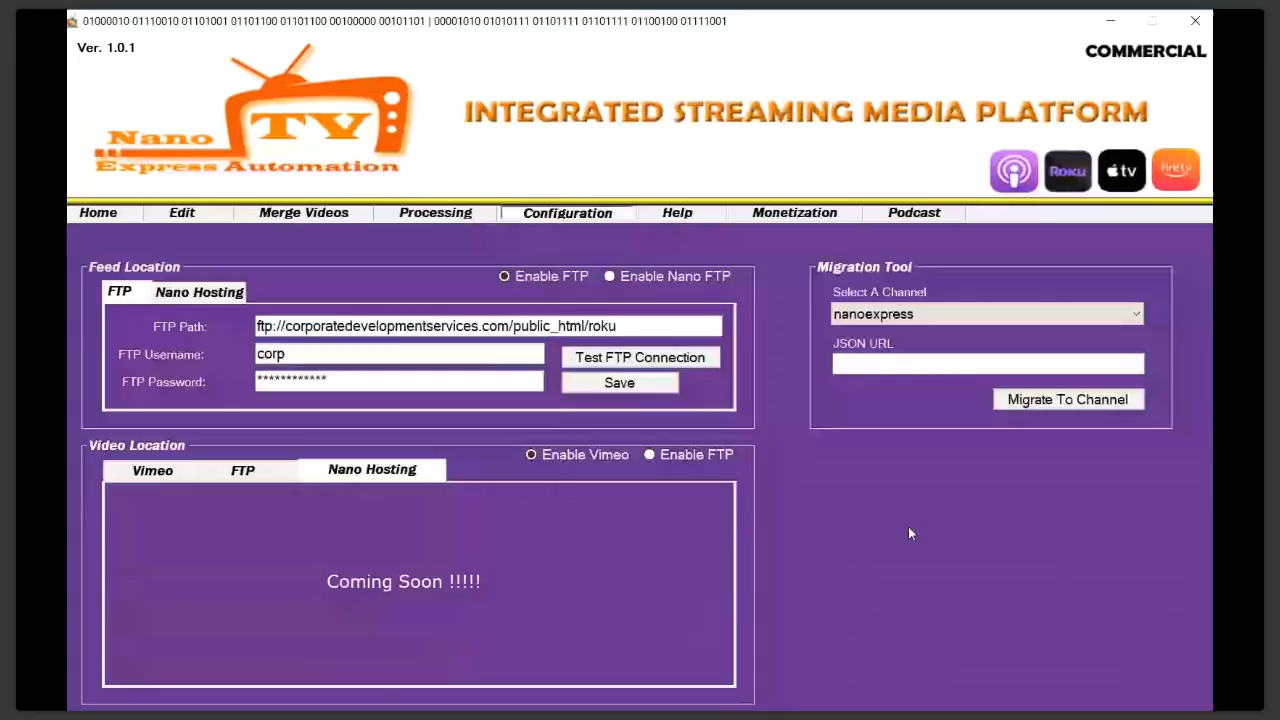 01000010 01110010 01101001 01101100 01101100 00100000 00101101 | 00001010 01010111 01101111 01101111 01100100 01111001
Ver. 1.0.1
COMMERCIAL
Nano TV
Express Automation
INTEGRATED STREAMING MEDIA PLATFORM
Roku
tv
firetv
Home Edit Merge Videos Processing Configuration Help Monetization Podcast
Feed Location
Enable FTP Enable Nano FTP
FTP Nano Hosting
FTP Path: ftp://corporatedevelopmentservices.com/public_html/roku
FTP Username: corp
Test FTP Connection
FTP Password: ************
Save
Migration Tool
Select A Channel
nanoexpress
JSON URL
Migrate To Channel
Video Location
Enable Vimeo Enable FTP
Vimeo FTP Nano Hosting
Coming Soon !!!!!